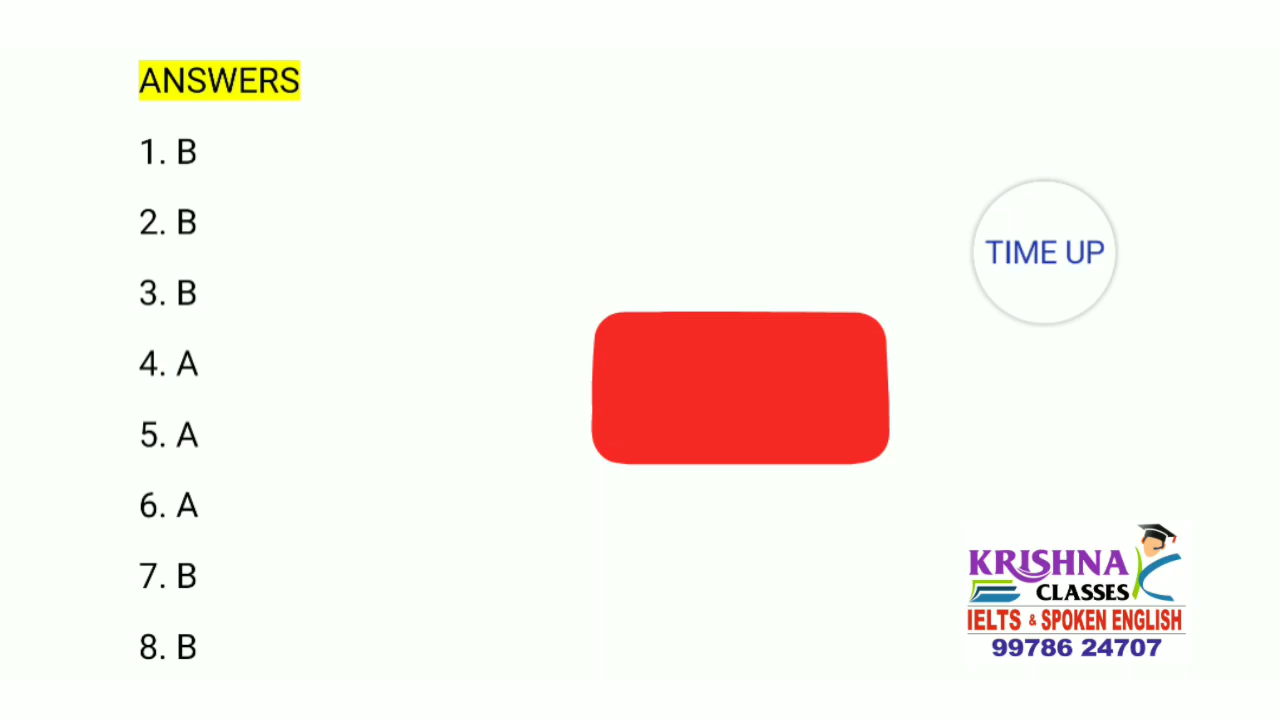 ANSWERS
1. B
2. B
3. B
4. A
5. A
6. A
7. B
8. B
TIME UP
KRISHNA
CLASSES
IELTS & SPOKEN ENGLISH
99786 24707